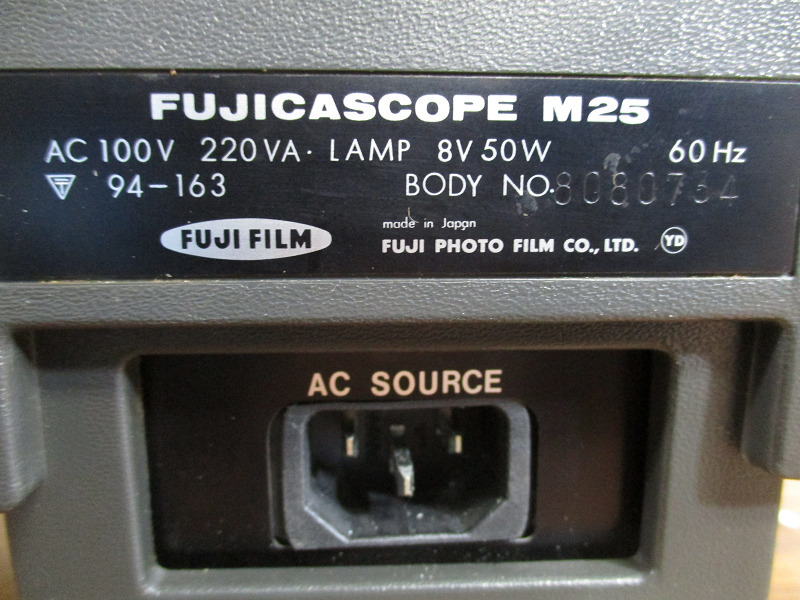 FUJICASCOPE M25
AC 100V 220VA· LAMP 8V 50W 60Hz
T 94-163 BODY NO. 8080734
FUJI FILM
made in Japan
FUJI PHOTO FILM CO., LTD. YD
AC SOURCE